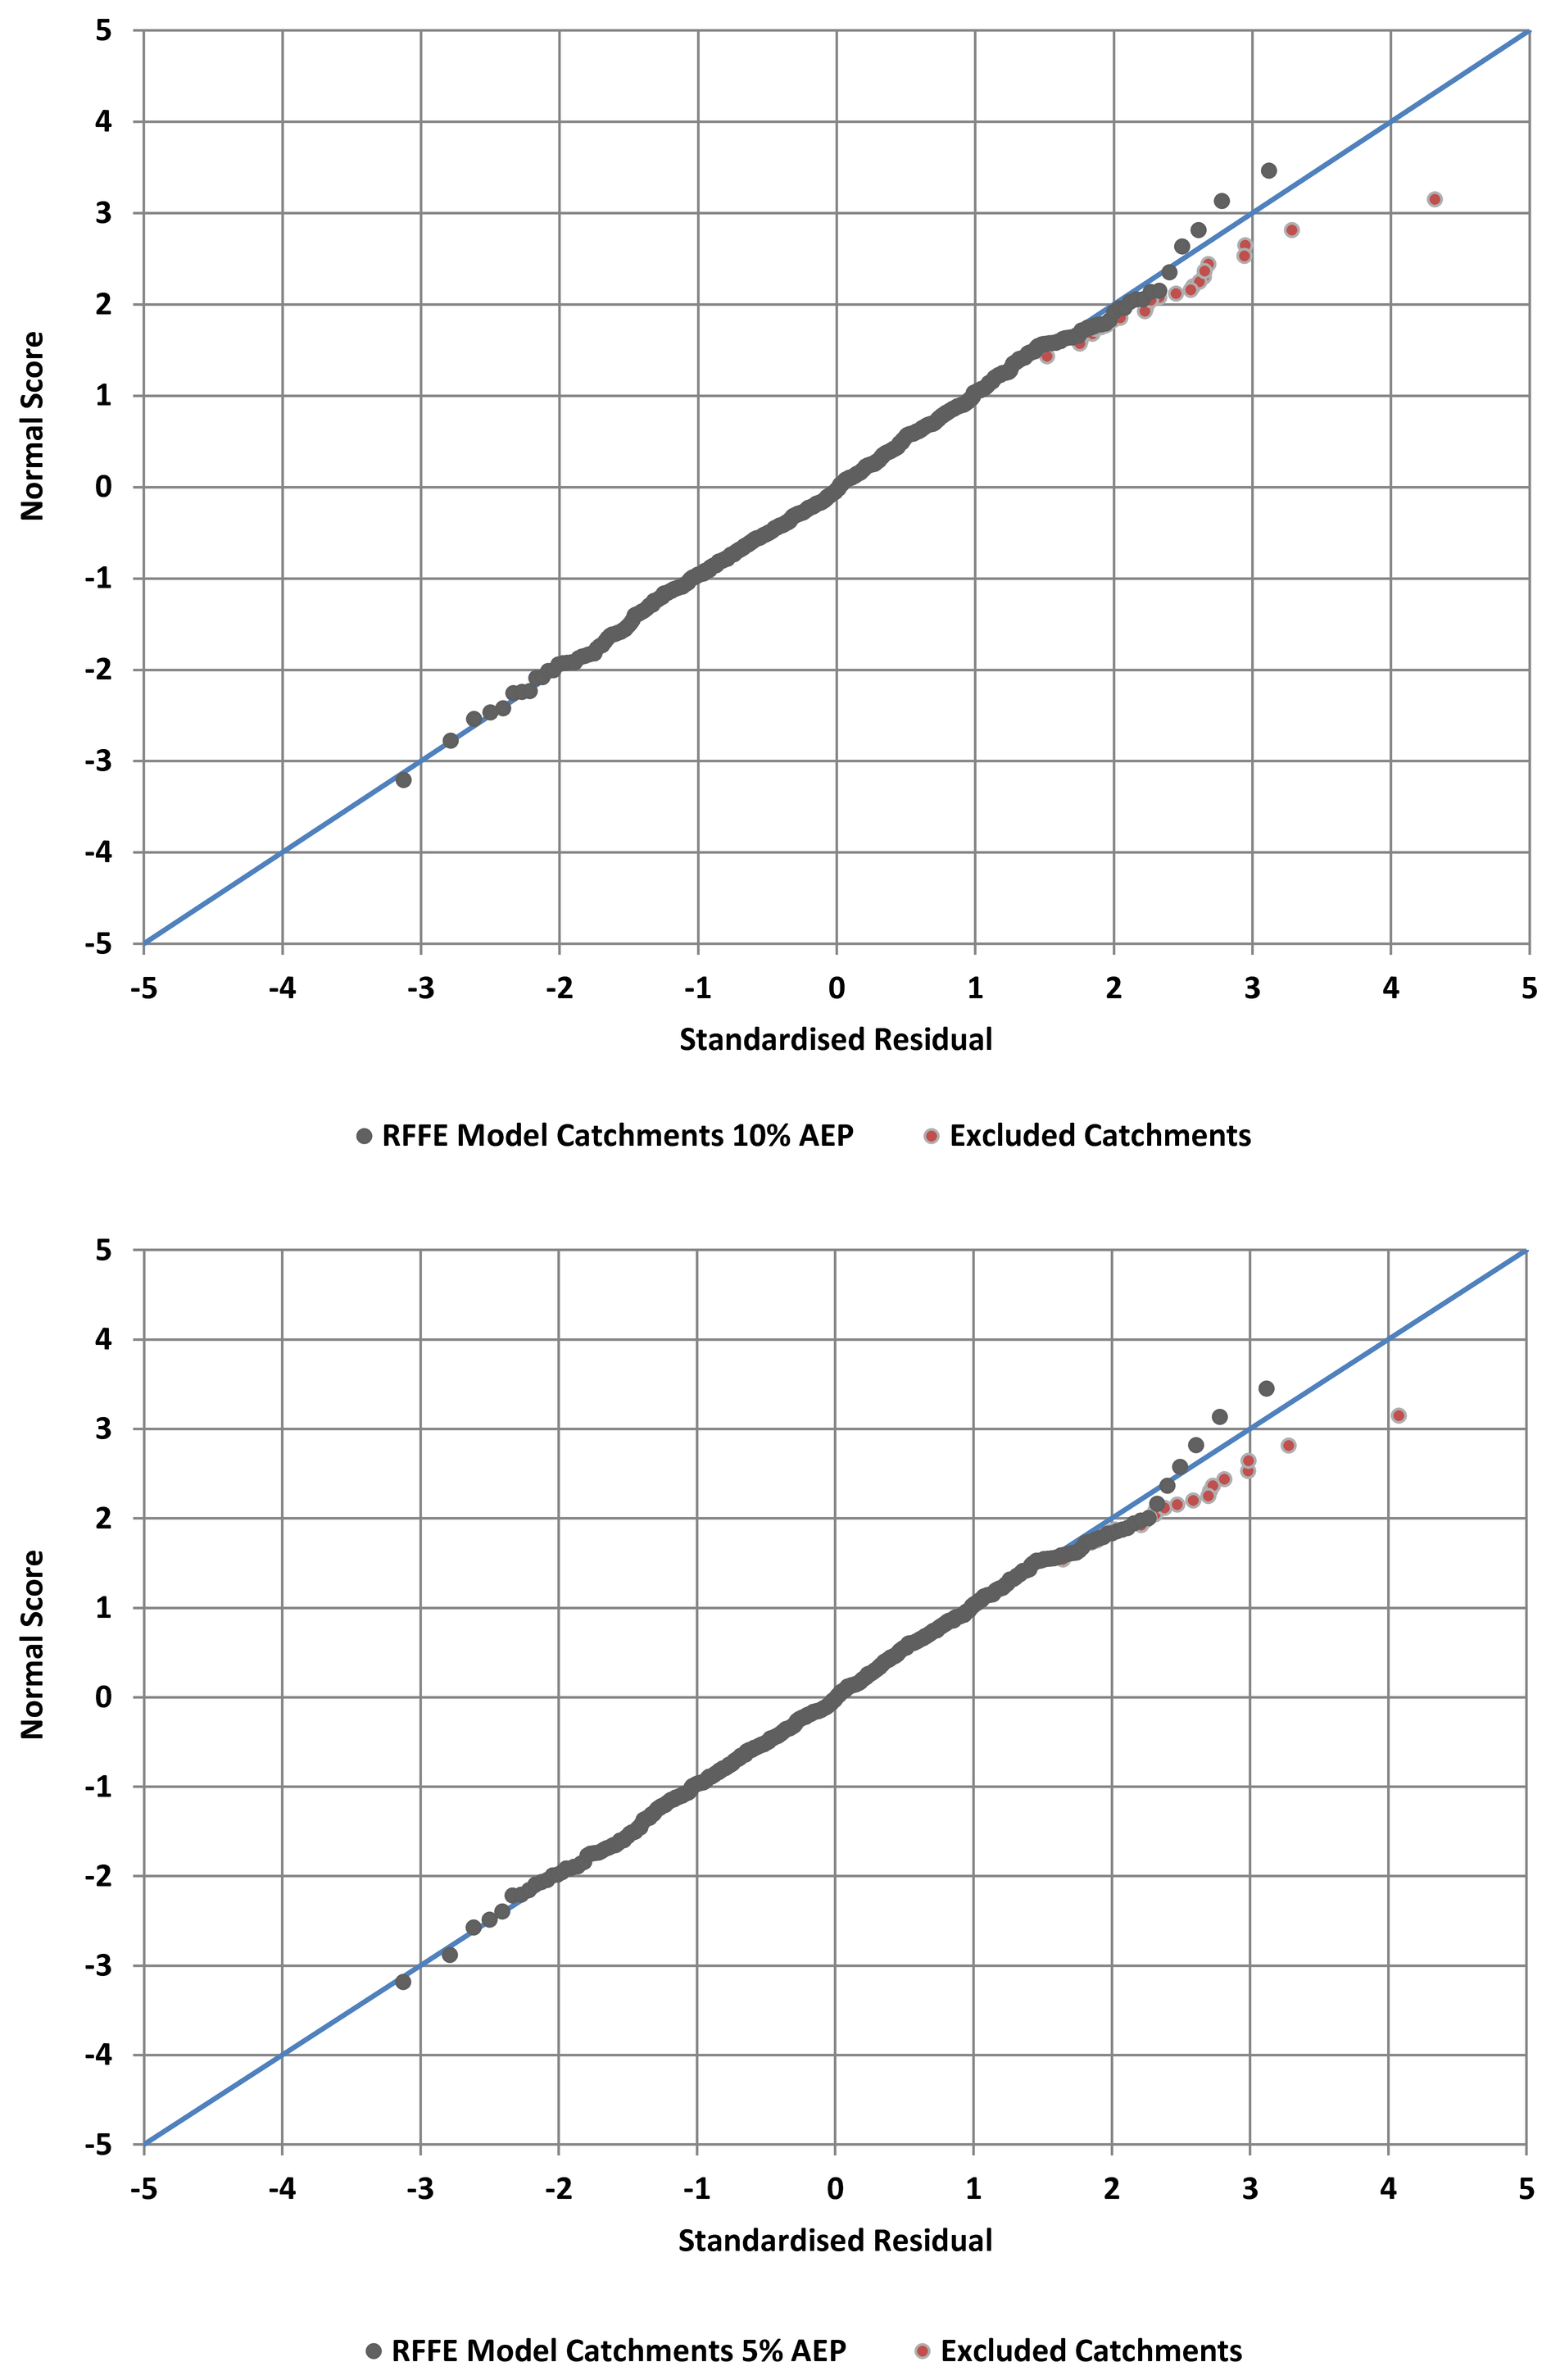 5
4
3
2
1
0
-1
-2
-3
-4
-5
Normal Score
-5 -4 -3 -2 -1 0 1 2 3 4 5
Standardised Residual
RFFE Model Catchments 10% AEP Excluded Catchments
5
4
3
2
1
0
-1
-2
-3
-4
-5
Normal Score
-5 -4 -3 -2 -1 0 1 2 3 4 5
Standardised Residual
RFFE Model Catchments 5% AEP Excluded Catchments